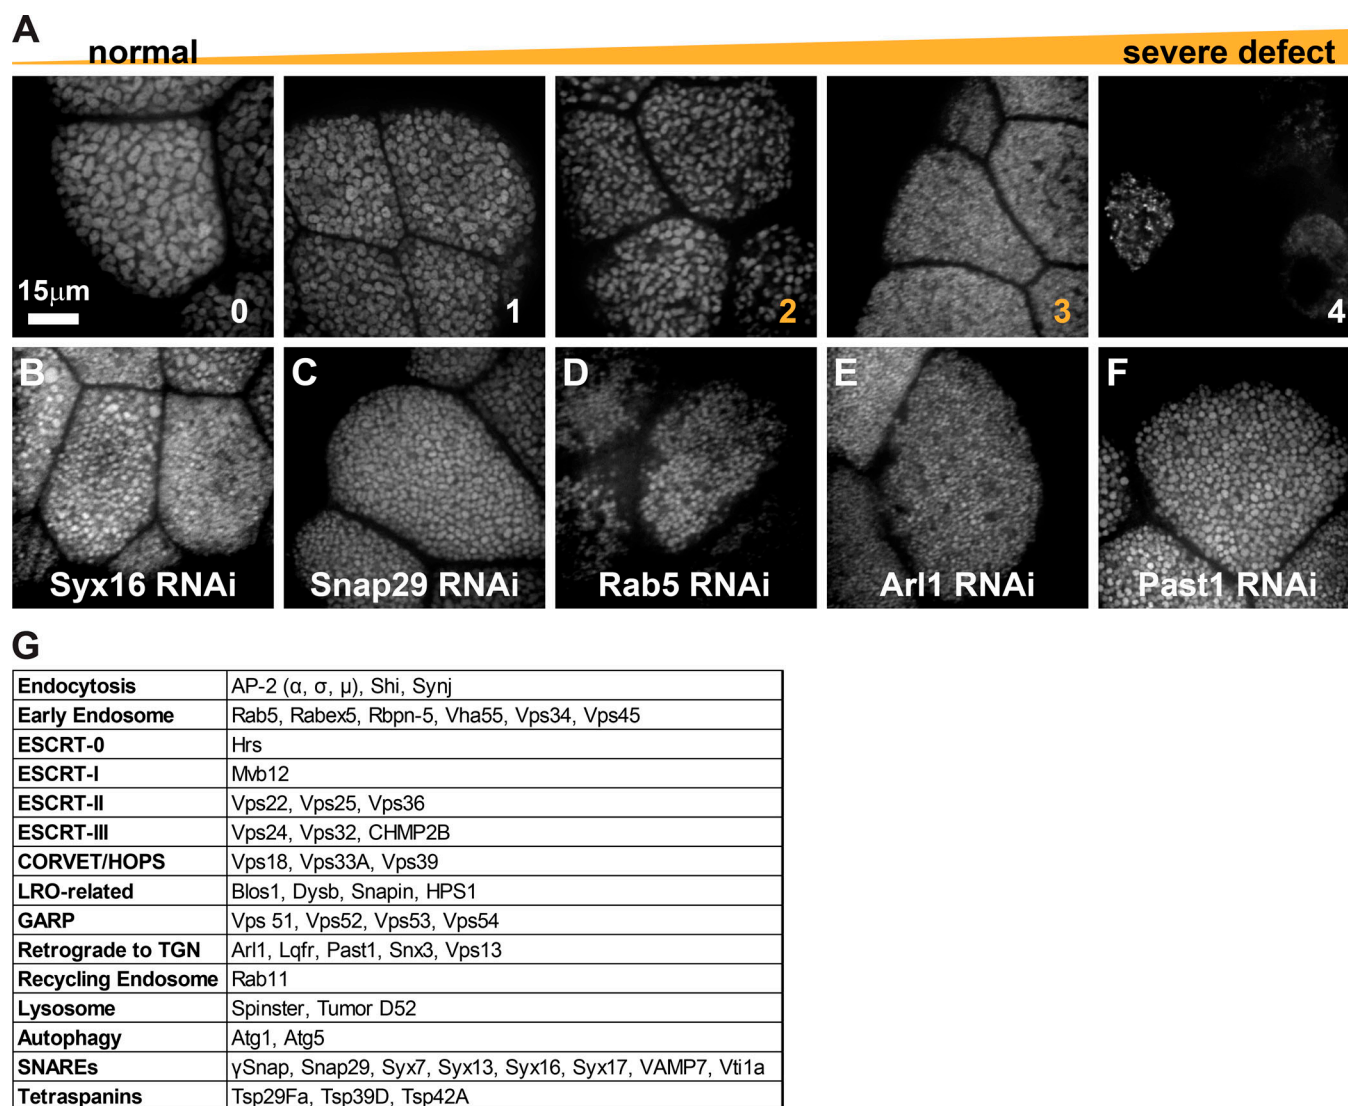 A
normal
severe defect
15μm
0
1
2
3
4
B
Syx16 RNAi
C
Snap29 RNAi
D
Rab5 RNAi
E
Arl1 RNAi
F
Past1 RNAi
G
Endocytosis AP-2 (α, σ, μ), Shi, Synj
Early Endosome Rab5, Rabex5, Rbpn-5, Vha55, Vps34, Vps45
ESCRT-0 Hrs
ESCRT-I Mvb12
ESCRT-II Vps22, Vps25, Vps36
ESCRT-III Vps24, Vps32, CHMP2B
CORVET/HOPS Vps18, Vps33A, Vps39
LRO-related Blos1, Dysb, Snapin, HPS1
GARP Vps 51, Vps52, Vps53, Vps54
Retrograde to TGN Arl1, Lqfr, Past1, Snx3, Vps13
Recycling Endosome Rab11
Lysosome Spinster, Tumor D52
Autophagy Atg1, Atg5
SNAREs γSnap, Snap29, Syx7, Syx13, Syx16, Syx17, VAMP7, Vti1a
Tetraspanins Tsp29Fa, Tsp39D, Tsp42A